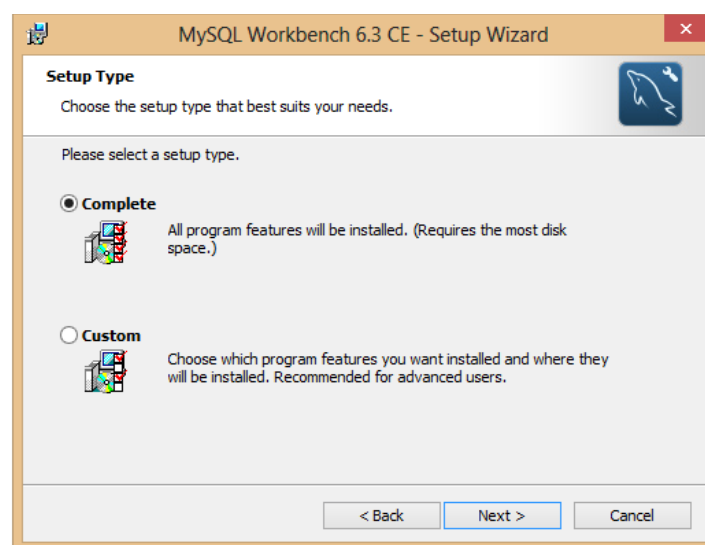 MySQL Workbench 6.3 CE - Setup Wizard
Setup Type
Choose the setup type that best suits your needs.
Please select a setup type.
Complete
All program features will be installed. (Requires the most disk
space.)
Custom
Choose which program features you want installed and where they
will be installed. Recommended for advanced users.
< Back
Next >
Cancel